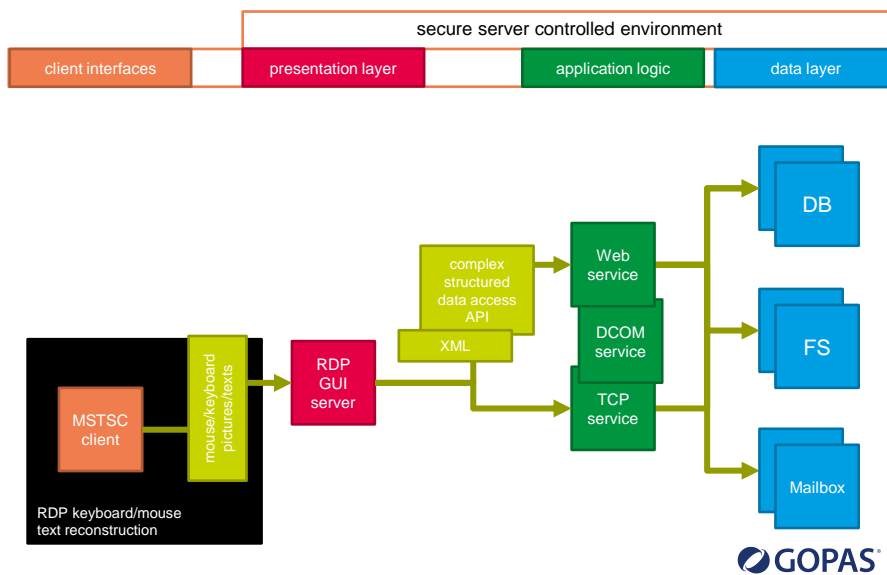 secure server controlled environment
client interfaces
presentation layer
application logic
data layer
DB
Web
service
complex
structured
data access
API
XML
DCOM
service
FS
RDP
GUI
server
mouse/keyboard
pictures/texts
MSTSC
client
TCP
service
Mailbox
RDP keyboard/mouse
text reconstruction
GOPAS®